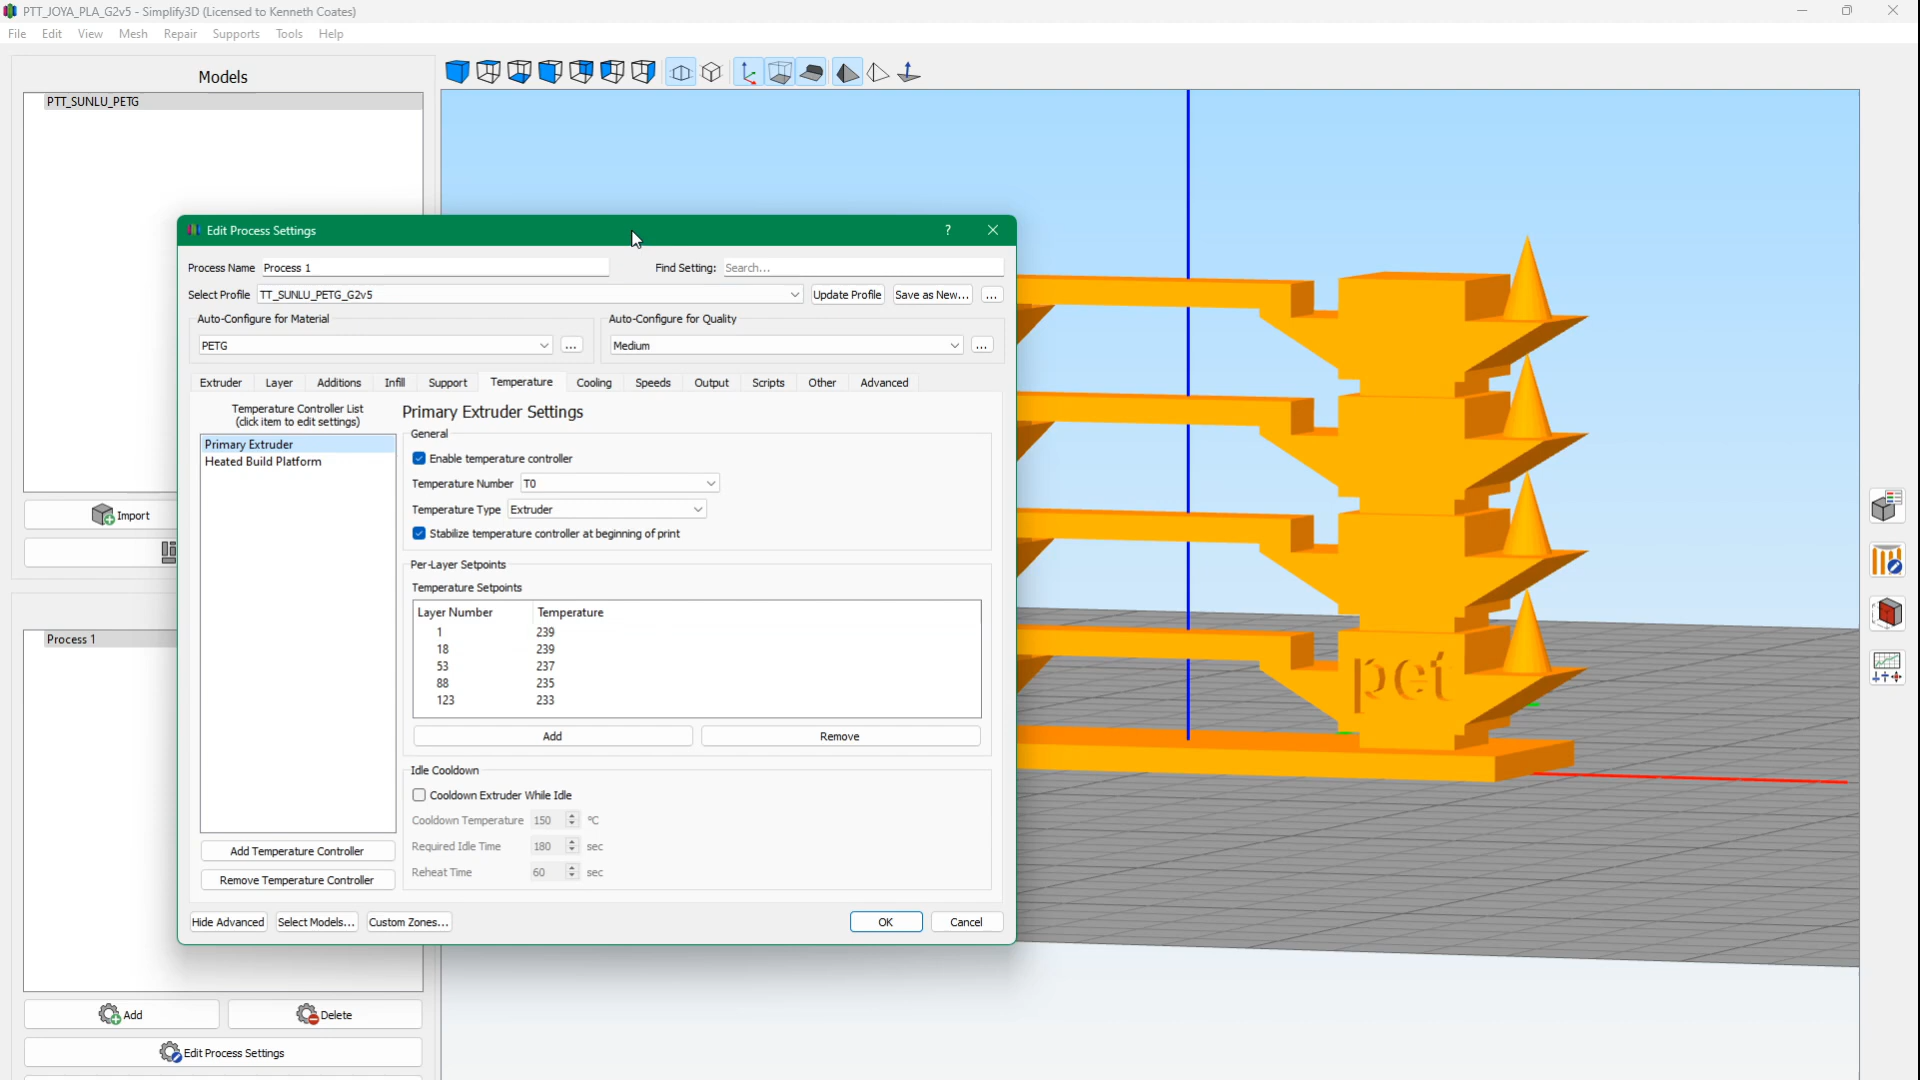 PTT_JOYA_PLA_G2v5 - Simplify3D (Licensed to Kenneth Coates)
File Edit View Mesh Repair Supports Tools Help
Models
PTT_SUNLU_PETG
Import
Process 1
Add Delete
Edit Process Settings
Edit Process Settings ?
Process Name Process 1 Find Setting: Search...
Select Profile TT_SUNLU_PETG_G2v5 Update Profile Save as New... ...
Auto-Configure for Material Auto-Configure for Quality
PETG ... Medium ...
Extruder Layer Additions Infill Support Temperature Cooling Speeds Output Scripts Other Advanced
Temperature Controller List
(click item to edit settings)
Primary Extruder
Heated Build Platform
Add Temperature Controller
Remove Temperature Controller
Primary Extruder Settings
General
Enable temperature controller
Temperature Number T0
Temperature Type Extruder
Stabilize temperature controller at beginning of print
Per-Layer Setpoints
Temperature Setpoints
Layer Number Temperature
1 239
18 239
53 237
88 235
123 233
Add Remove
Idle Cooldown
Cooldown Extruder While Idle
Cooldown Temperature 150 °C
Required Idle Time 180 sec
Reheat Time 60 sec
Hide Advanced Select Models... Custom Zones... OK Cancel
pet